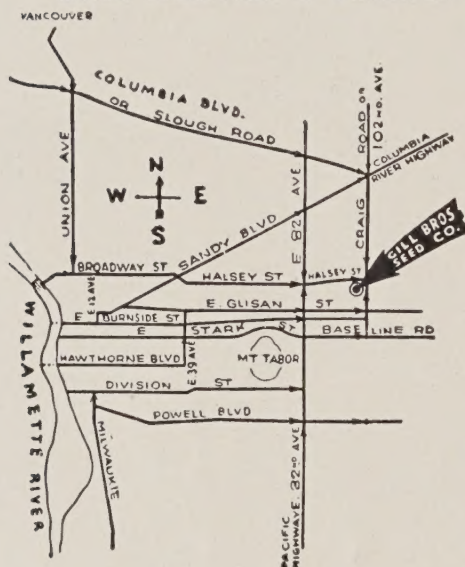 VANCOUVER
COLUMBIA BLVD.
OR SLOUGH ROAD
UNION AVE
N
W E
S
SANDY BLVD
E 82 AVE
ROAD OR
102ND. AVE.
CRAIG
COLUMBIA
RIVER HIGHWAY
GILL BROS
SEED CO.
BROADWAY ST
HALSEY ST
HALSEY ST
E 12 AVE
E. GLISAN ST
E BURNSIDE ST
E STARK ST
BASE LINE RD
HAWTHORNE BLVD
E 39 AVE
MT TABOR
DIVISION ST
POWELL BLVD
MILWAUKIE
WILLAMETTE RIVER
PACIFIC
HIGHWAYE. 82ND AVE